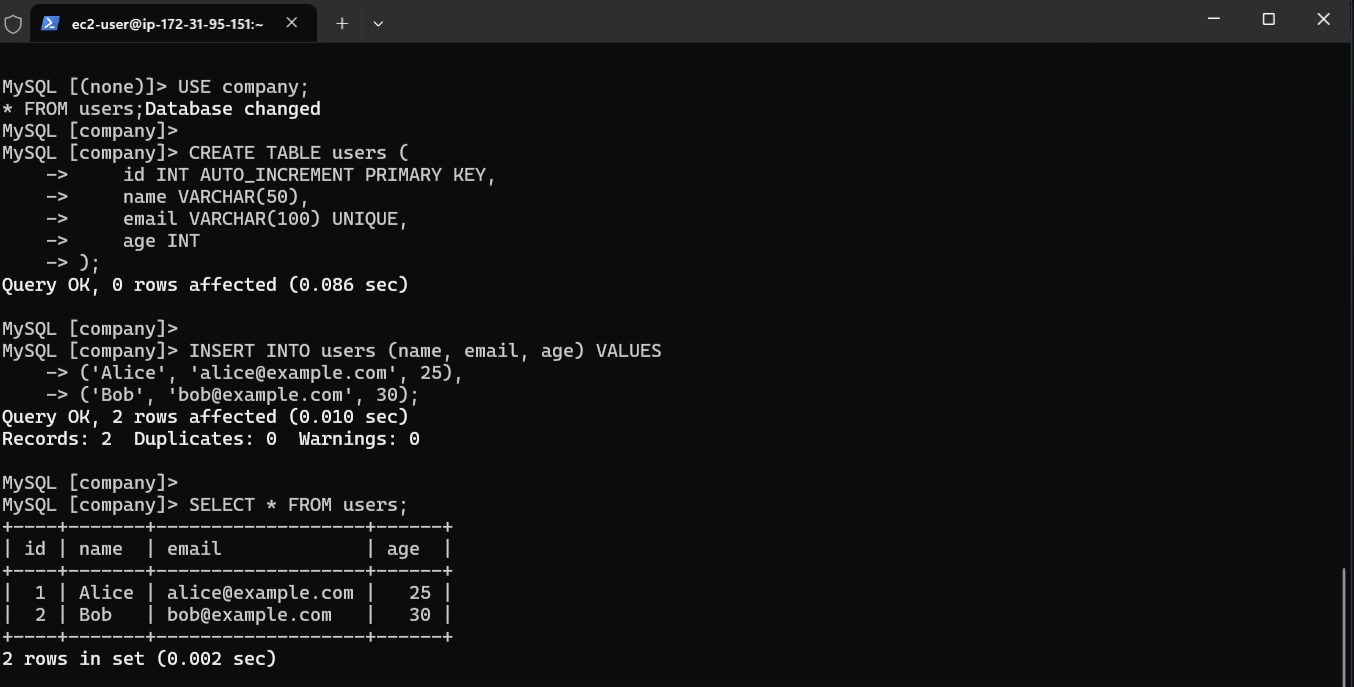 ec2-user@ip-172-31-95-151:~
MySQL [(none)]> USE company;
* FROM users;Database changed
MySQL [company]>
MySQL [company]> CREATE TABLE users (
    ->     id INT AUTO_INCREMENT PRIMARY KEY,
    ->     name VARCHAR(50),
    ->     email VARCHAR(100) UNIQUE,
    ->     age INT
    -> );
Query OK, 0 rows affected (0.086 sec)

MySQL [company]>
MySQL [company]> INSERT INTO users (name, email, age) VALUES
    -> ('Alice', 'alice@example.com', 25),
    -> ('Bob', 'bob@example.com', 30);
Query OK, 2 rows affected (0.010 sec)
Records: 2  Duplicates: 0  Warnings: 0

MySQL [company]>
MySQL [company]> SELECT * FROM users;
+----+-------+-------------------+------+
| id | name  | email             | age  |
+----+-------+-------------------+------+
|  1 | Alice | alice@example.com |   25 |
|  2 | Bob   | bob@example.com   |   30 |
+----+-------+-------------------+------+
2 rows in set (0.002 sec)